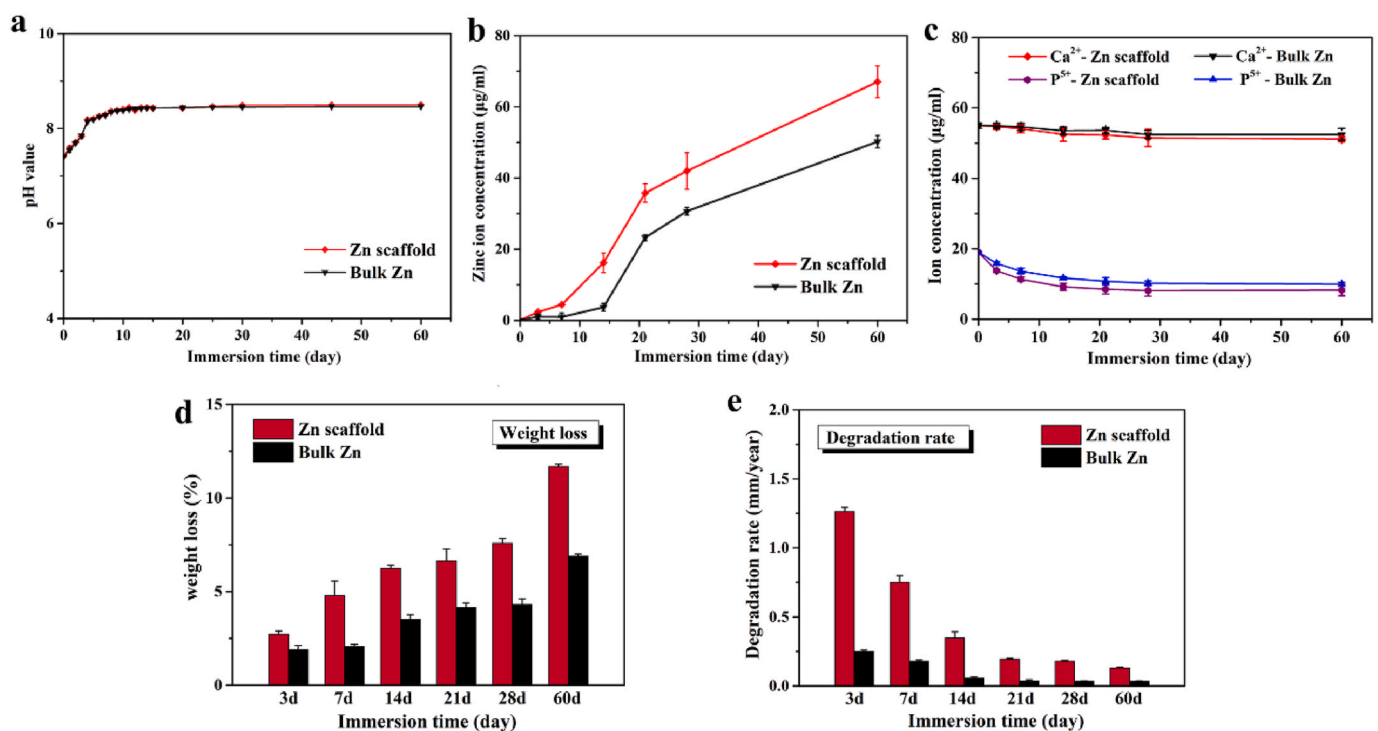 a
pH value
10
8
6
4
0 10 20 30 40 50 60
Immersion time (day)
Zn scaffold
Bulk Zn
b
Zinc ion concentration (µg/ml)
80
60
40
20
0
0 10 20 30 40 50 60
Immersion time (day)
Zn scaffold
Bulk Zn
c
Ion concentration (µg/ml)
80
60
40
20
0
0 10 20 30 40 50 60
Immersion time (day)
Ca²⁺- Zn scaffold
Ca²⁺- Bulk Zn
P⁵⁺- Zn scaffold
P⁵⁺- Bulk Zn
d
weight loss (%)
15
10
5
0
3d 7d 14d 21d 28d 60d
Immersion time (day)
Zn scaffold
Bulk Zn
Weight loss
e
Degradation rate (mm/year)
2.0
1.5
1.0
0.5
0.0
3d 7d 14d 21d 28d 60d
Immersion time (day)
Degradation rate
Zn scaffold
Bulk Zn